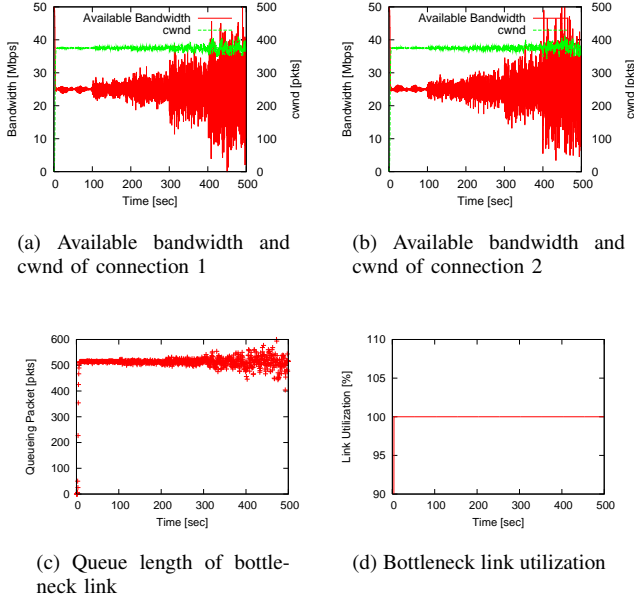 Available Bandwidth
cwnd
Bandwidth [Mbps]
50
40
30
20
10
0
cwnd [pkts]
500
400
300
200
100
0
0 100 200 300 400 500
Time [sec]
(a) Available bandwidth and
cwnd of connection 1
Available Bandwidth
cwnd
Bandwidth [Mbps]
50
40
30
20
10
0
cwnd [pkts]
500
400
300
200
100
0
0 100 200 300 400 500
Time [sec]
(b) Available bandwidth and
cwnd of connection 2
Queueing Packet [pkts]
600
500
400
300
200
100
0
0 100 200 300 400 500
Time [sec]
(c) Queue length of bottle-
neck link
Link Utilization [%]
110
105
100
95
90
0 100 200 300 400 500
Time [sec]
(d) Bottleneck link utilization